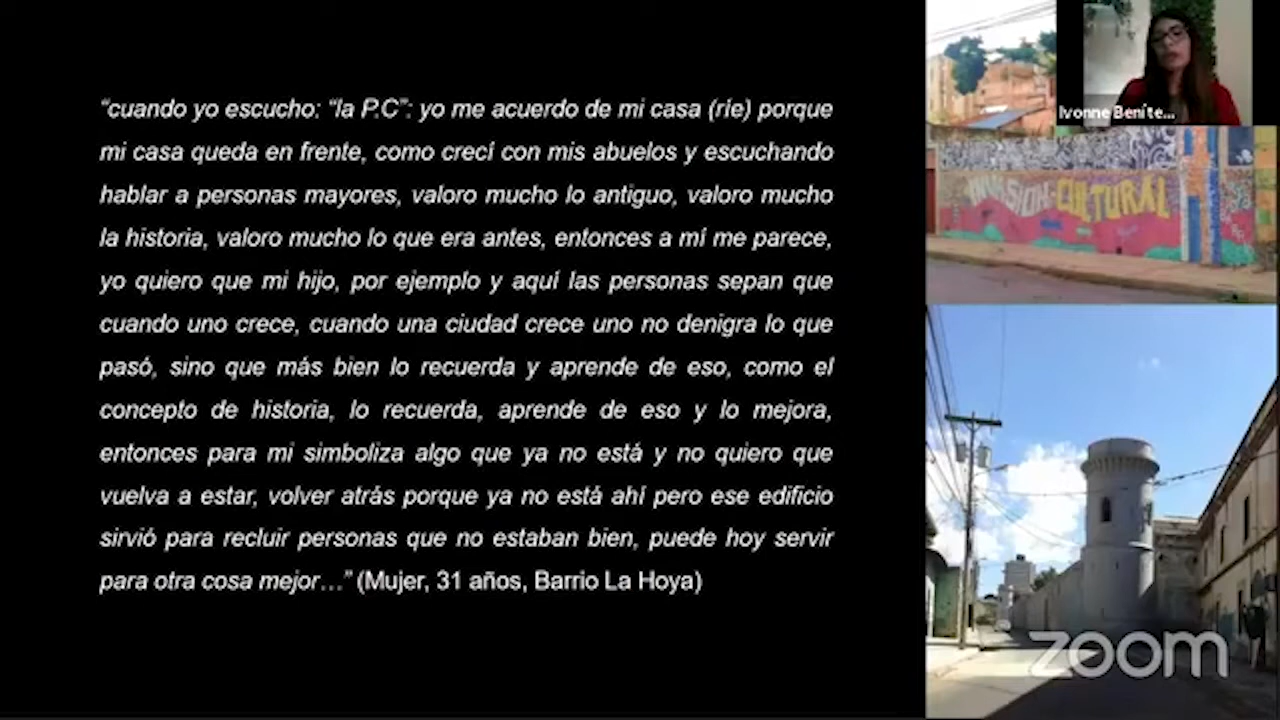 “cuando yo escucho: “la P.C”: yo me acuerdo de mi casa (ríe) porque
mi casa queda en frente, como crecí con mis abuelos y escuchando
hablar a personas mayores, valoro mucho lo antiguo, valoro mucho
la historia, valoro mucho lo que era antes, entonces a mí me parece,
yo quiero que mi hijo, por ejemplo y aquí las personas sepan que
cuando uno crece, cuando una ciudad crece uno no denigra lo que
pasó, sino que más bien lo recuerda y aprende de eso, como el
concepto de historia, lo recuerda, aprende de eso y lo mejora,
entonces para mi simboliza algo que ya no está y no quiero que
vuelva a estar, volver atrás porque ya no está ahí pero ese edificio
sirvió para recluir personas que no estaban bien, puede hoy servir
para otra cosa mejor…” (Mujer, 31 años, Barrio La Hoya)
Ivonne Beníte...
INVASION CULTURAL
zoom